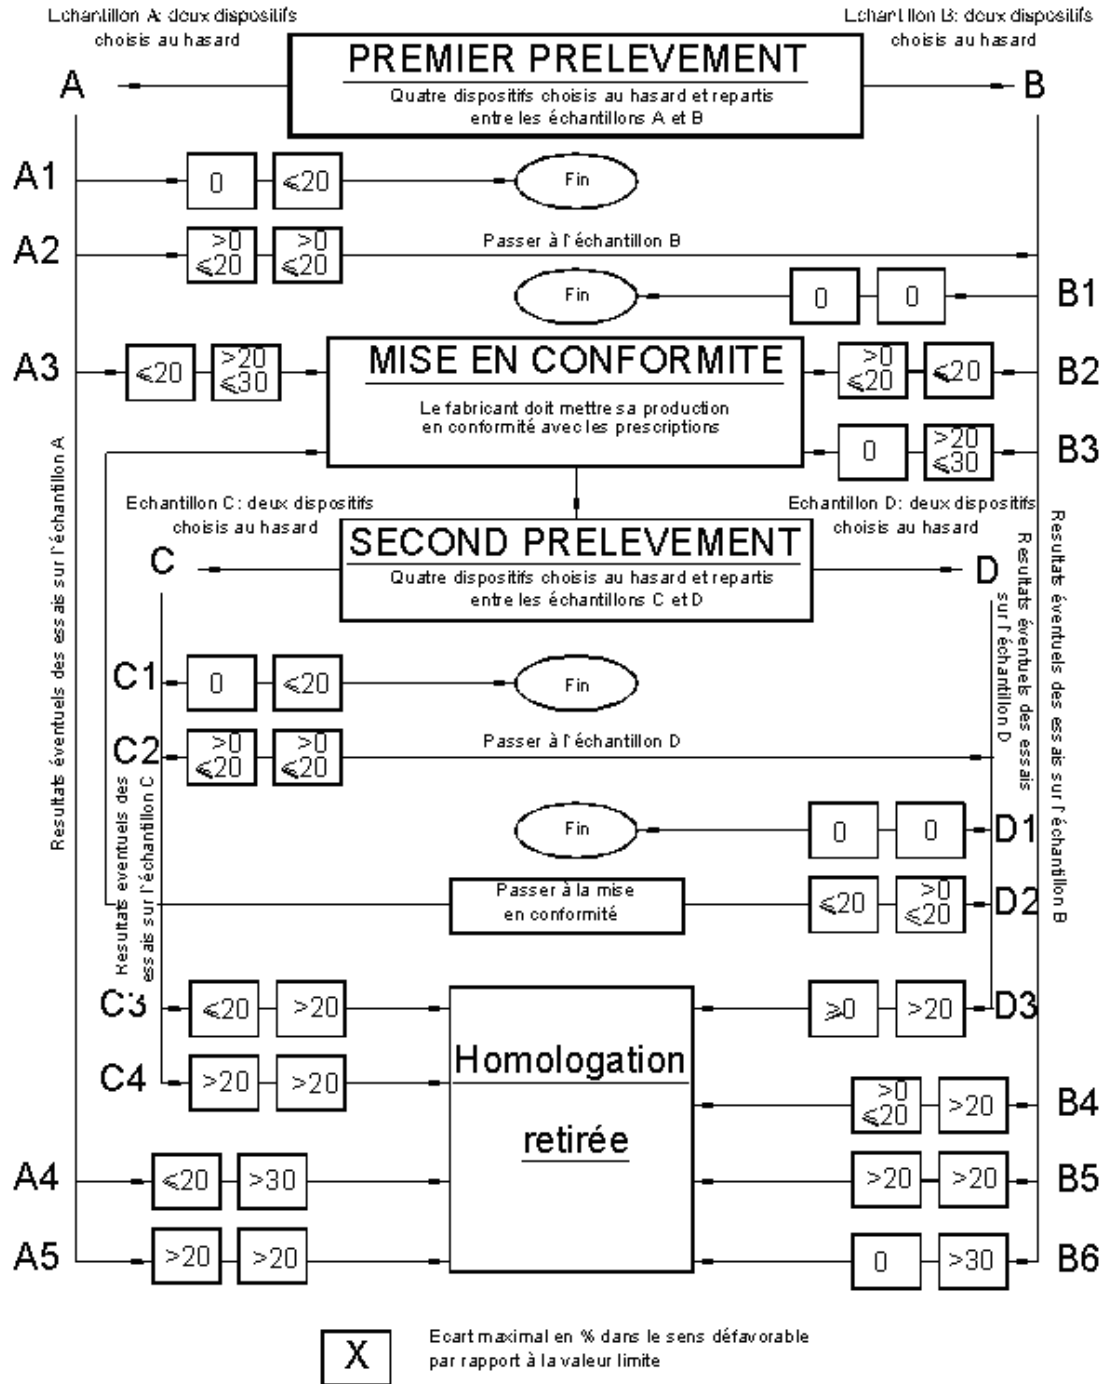 Echantillon A: deux dispositifs
choisis au hasard
Echantillon B: deux dispositifs
choisis au hasard
PREMIER PRELEVEMENT
Quatre dispositifs choisis au hasard et repartis
entre les échantillons A et B
A
B
A1
0
⩽20
Fin
A2
>0
⩽20
>0
⩽20
Passer à l'échantillon B
Fin
0
0
B1
A3
⩽20
>20
⩽30
MISE EN CONFORMITE
Le fabricant doit mettre sa production
en conformité avec les prescriptions
>0
⩽20
⩽20
B2
0
>20
⩽30
B3
Echantillon C: deux dispositifs
choisis au hasard
Echantillon D: deux dispositifs
choisis au hasard
SECOND PRELEVEMENT
Quatre dispositifs choisis au hasard et repartis
entre les échantillons C et D
C
D
Resultats éventuels des essais sur l'échantillon A
Resultats éventuels des essais
sur l'échantillon D
Resultats éventuels des essais sur l'échantillon B
C1
0
⩽20
Fin
C2
>0
⩽20
>0
⩽20
Passer à l'échantillon D
Resultats eventuels des
essais sur l'échantillon C
Fin
0
0
D1
Passer à la mise
en conformité
⩽20
>0
⩽20
D2
C3
⩽20
>20
⩾0
>20
D3
Homologation
retirée
C4
>20
>20
>0
⩽20
>20
B4
A4
⩽20
>30
>20
>20
B5
A5
>20
>20
0
>30
B6
X
Ecart maximal en % dans le sens défavorable
par rapport à la valeur limite